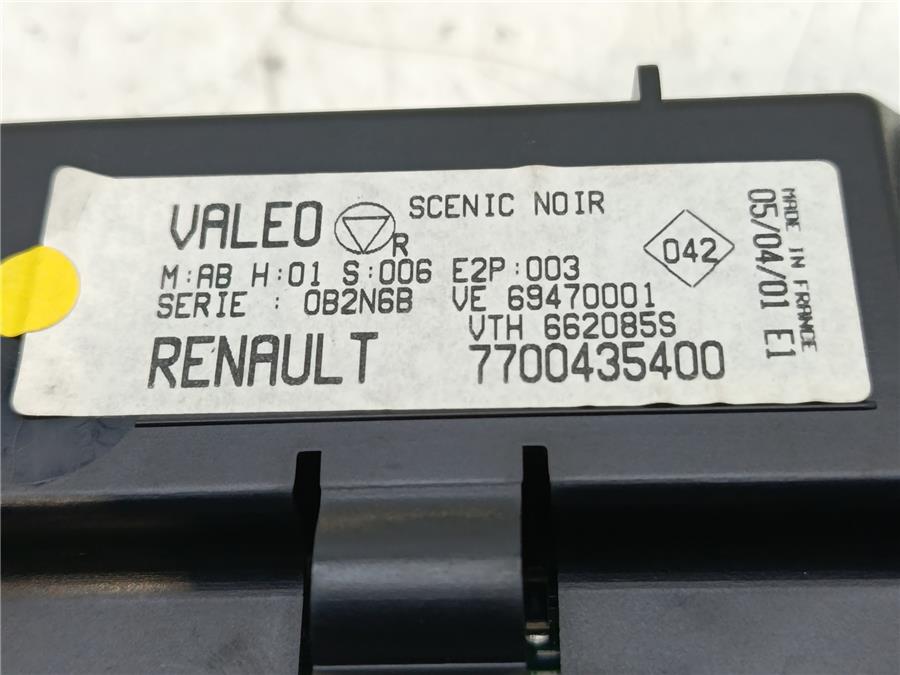 VALEO R SCENIC NOIR
042
M:AB H:01 S:006 E2P:003
SERIE : 0B2N6B VE 69470001
VTH 662085S
RENAULT 7700435400
MADE IN FRANCE
05/04/01 E1